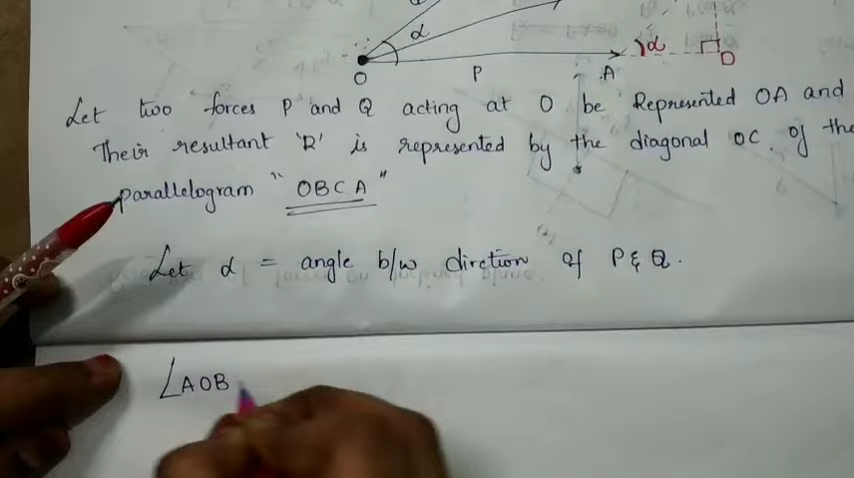 α
α
O
P
A
D
Let two forces P and Q acting at O be Represented OA and
Their resultant 'R' is represented by the diagonal OC. of the
parallelogram "OBCA"
Let α = angle b/w dirction of P & Q.
∠AOB